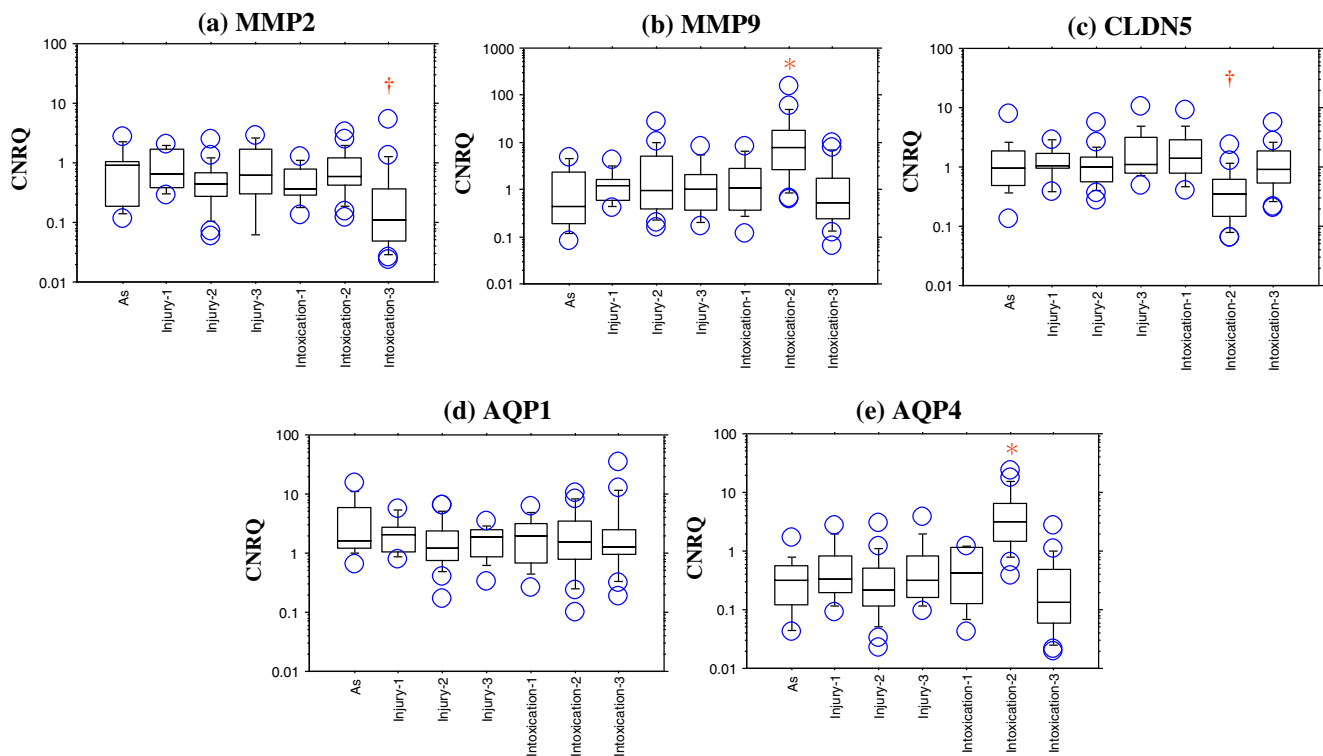 (a) MMP2
CNRQ
100
10
1
0.1
0.01
†
As
Injury-1
Injury-2
Injury-3
Intoxication-1
Intoxication-2
Intoxication-3
(b) MMP9
CNRQ
1000
100
10
1
0.1
0.01
*
As
Injury-1
Injury-2
Injury-3
Intoxication-1
Intoxication-2
Intoxication-3
(c) CLDN5
CNRQ
100
10
1
0.1
0.01
†
As
Injury-1
Injury-2
Injury-3
Intoxication-1
Intoxication-2
Intoxication-3
(d) AQP1
CNRQ
100
10
1
0.1
0.01
As
Injury-1
Injury-2
Injury-3
Intoxication-1
Intoxication-2
Intoxication-3
(e) AQP4
CNRQ
100
10
1
0.1
0.01
*
As
Injury-1
Injury-2
Injury-3
Intoxication-1
Intoxication-2
Intoxication-3